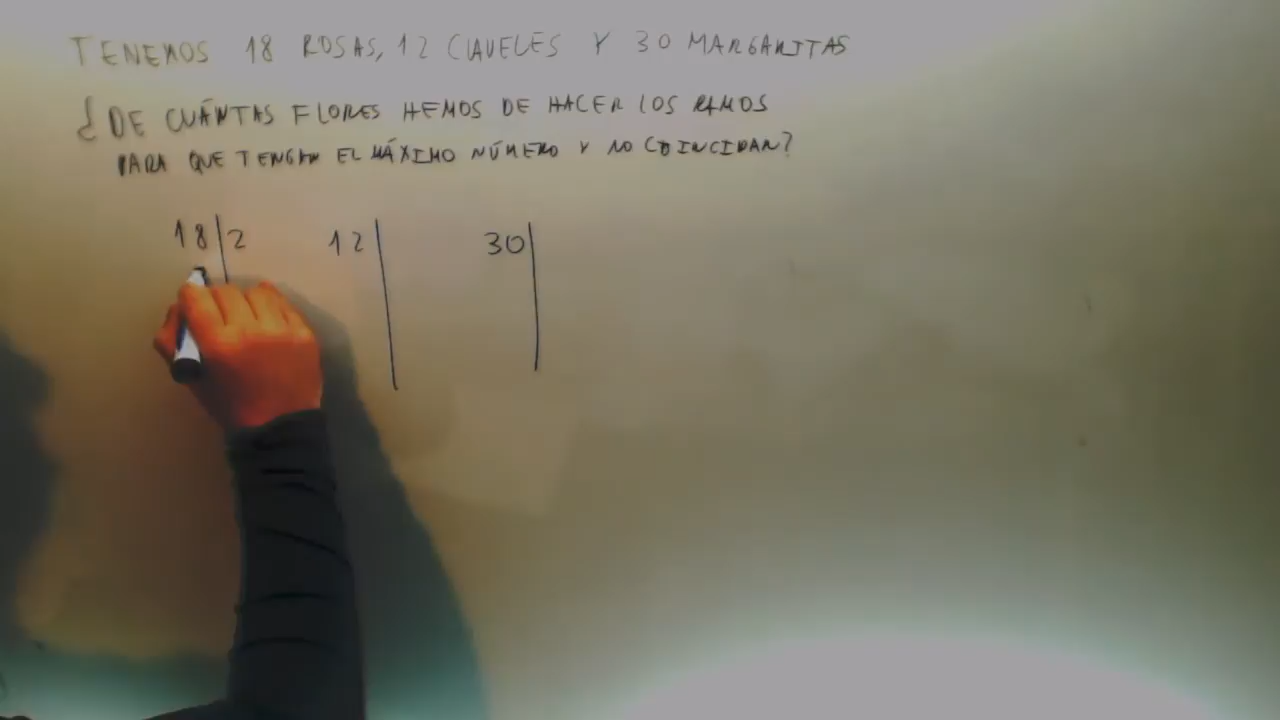 TENEMOS 18 ROSAS, 12 CLAVELES Y 30 MARGARITAS
¿DE CUÁNTAS FLORES HEMOS DE HACER LOS RAMOS
PARA QUE TENGAN EL MÁXIMO NÚMERO Y NO COINCIDAN?
18|2 12| 30|